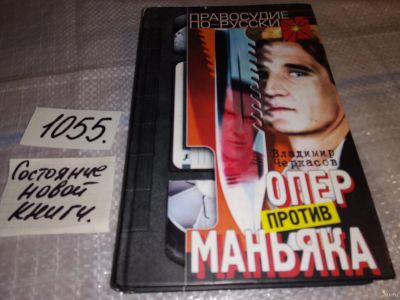 ПРАВОСУДИЕ
ПО-РУССКИ
1055.
Состояние
новой
книги.
Владимир
Черкасов
ОПЕР
ПРОТИВ
МАНЬЯКА